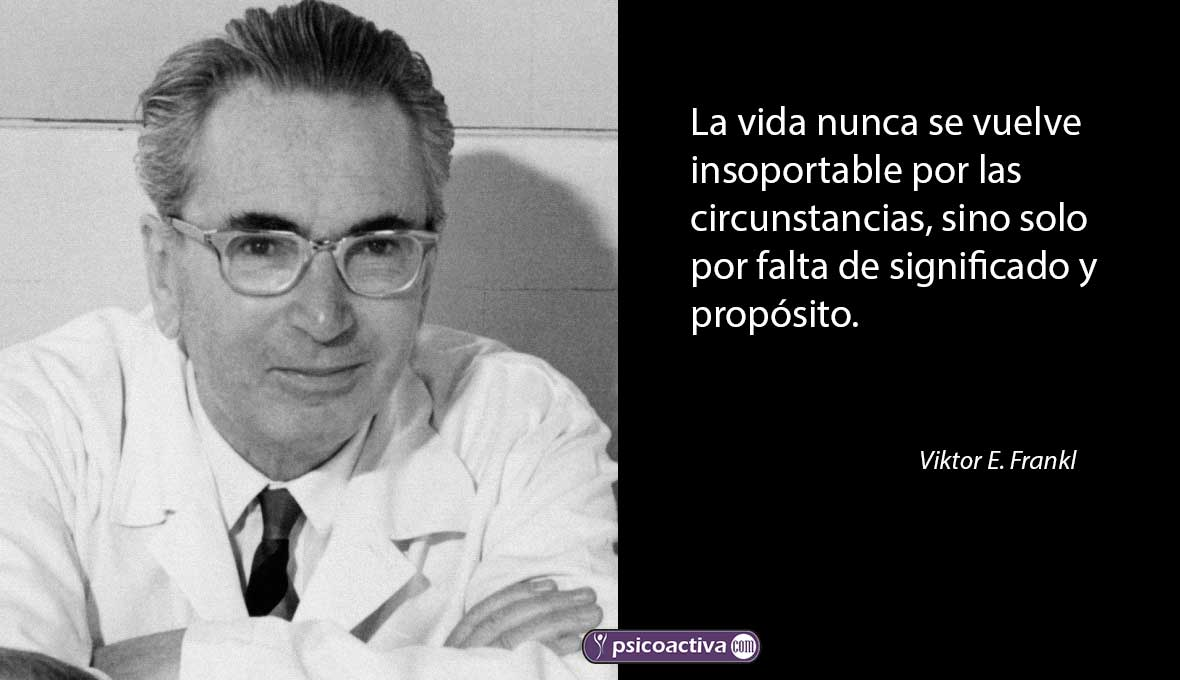 La vida nunca se vuelve
insoportable por las
circunstancias, sino solo
por falta de significado y
propósito.
Viktor E. Frankl
psicoactiva.com